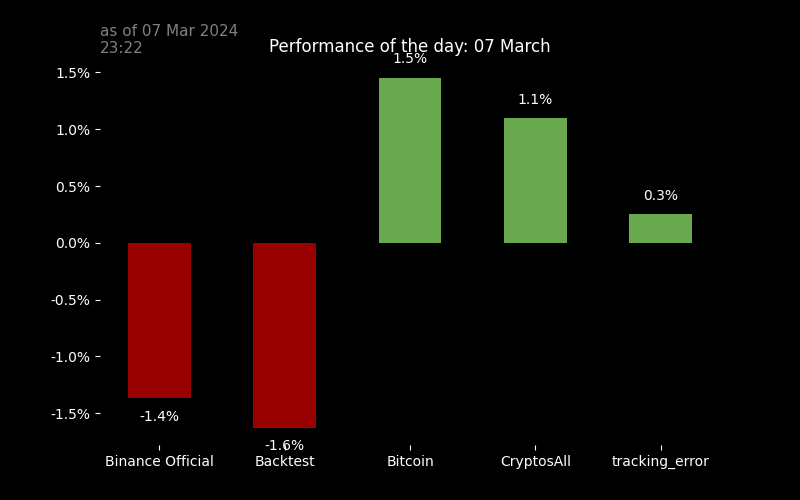 as of 07 Mar 2024
23:22
Performance of the day: 07 March
1.5%
1.5%
1.0%
1.1%
0.5%
0.3%
0.0%
-0.5%
-1.0%
-1.5%
-1.4%
-1.6%
Binance Official
Backtest
Bitcoin
CryptosAll
tracking_error